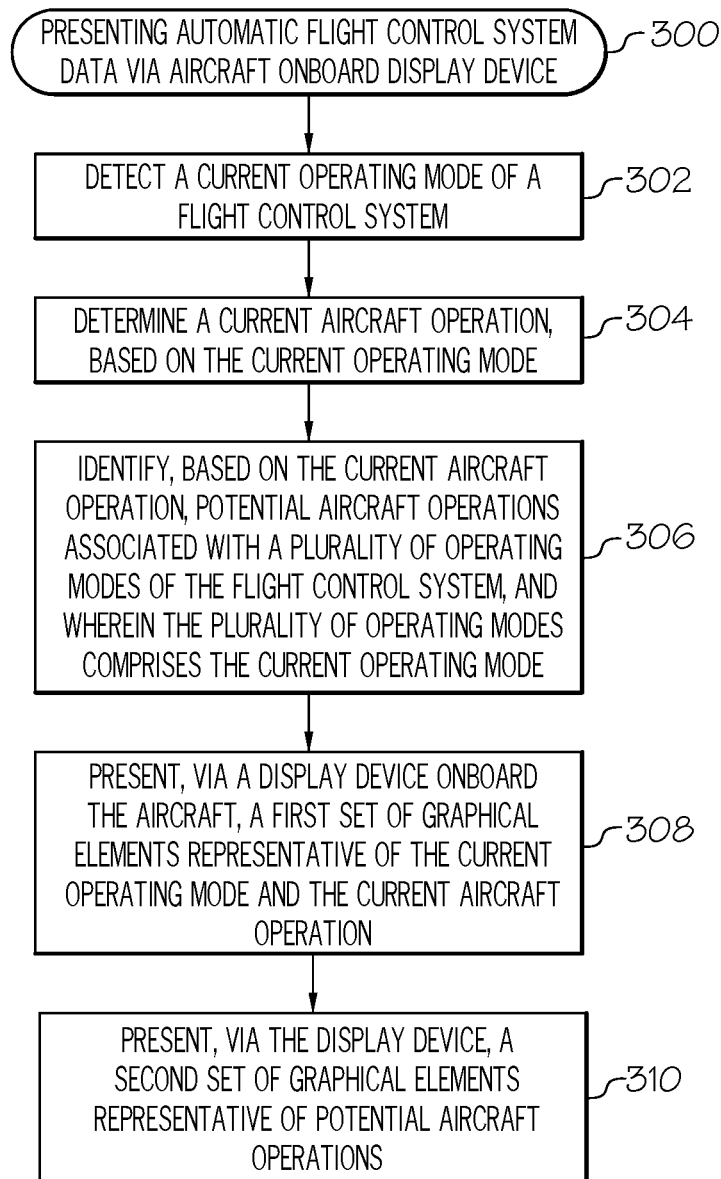 PRESENTING AUTOMATIC FLIGHT CONTROL SYSTEM
DATA VIA AIRCRAFT ONBOARD DISPLAY DEVICE
300
DETECT A CURRENT OPERATING MODE OF A
FLIGHT CONTROL SYSTEM
302
DETERMINE A CURRENT AIRCRAFT OPERATION,
BASED ON THE CURRENT OPERATING MODE
304
IDENTIFY, BASED ON THE CURRENT AIRCRAFT
OPERATION, POTENTIAL AIRCRAFT OPERATIONS
ASSOCIATED WITH A PLURALITY OF OPERATING
MODES OF THE FLIGHT CONTROL SYSTEM, AND
WHEREIN THE PLURALITY OF OPERATING MODES
COMPRISES THE CURRENT OPERATING MODE
306
PRESENT, VIA A DISPLAY DEVICE ONBOARD
THE AIRCRAFT, A FIRST SET OF GRAPHICAL
ELEMENTS REPRESENTATIVE OF THE CURRENT
OPERATING MODE AND THE CURRENT AIRCRAFT
OPERATION
308
PRESENT, VIA THE DISPLAY DEVICE, A
SECOND SET OF GRAPHICAL ELEMENTS
REPRESENTATIVE OF POTENTIAL AIRCRAFT
OPERATIONS
310